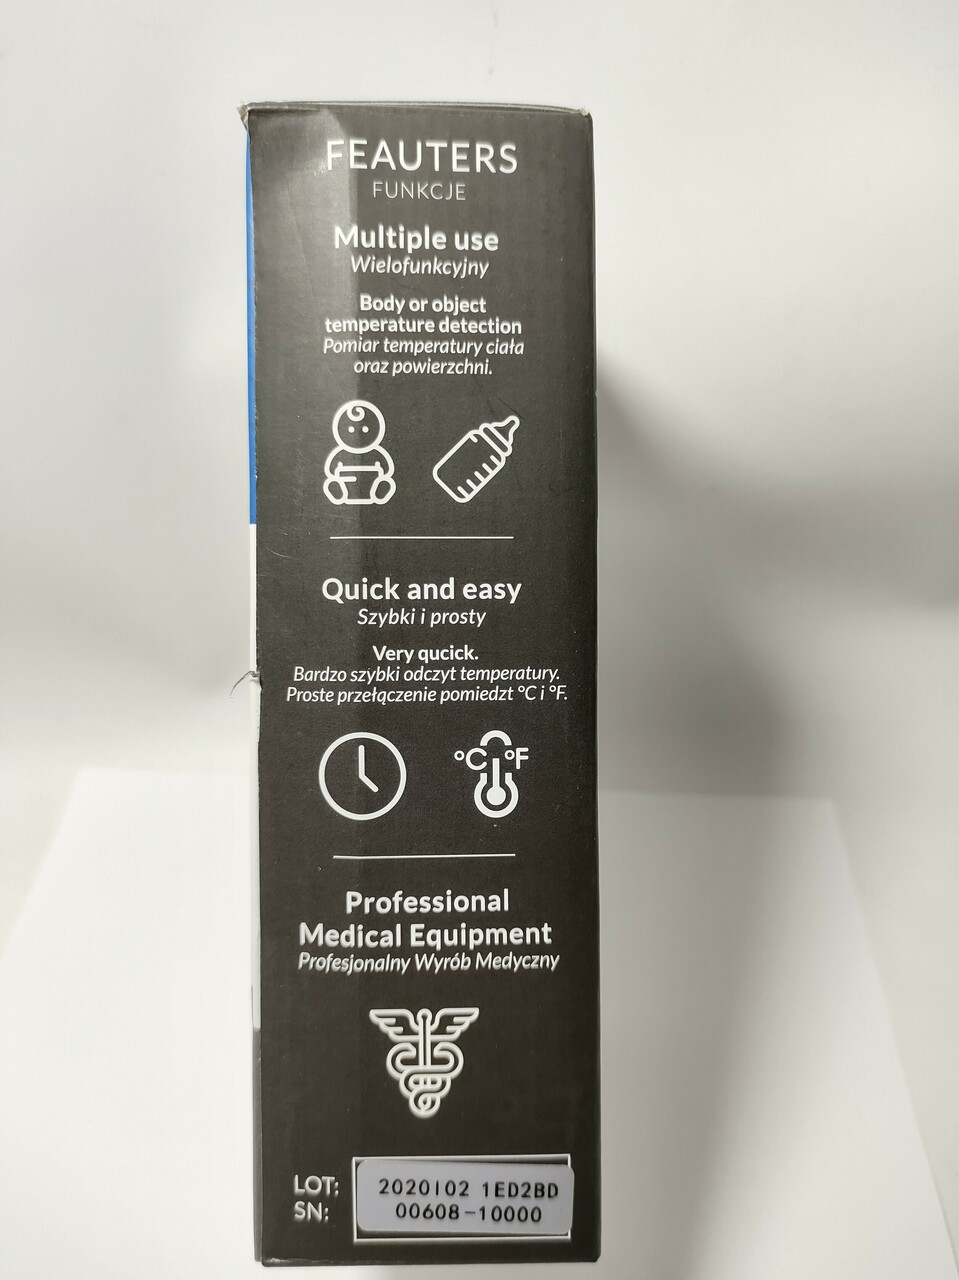 FEAUTERS
FUNKCJE
Multiple use
Wielofunkcyjny
Body or object
temperature detection
Pomiar temperatury ciała
oraz powierzchni.
Quick and easy
Szybki i prosty
Very qucick.
Bardzo szybki odczyt temperatury.
Proste przełączenie pomiedzt °C i °F.
°C °F
Professional
Medical Equipment
Profesjonalny Wyrób Medyczny
LOT: 2020102 1ED2BD
SN: 00608-10000